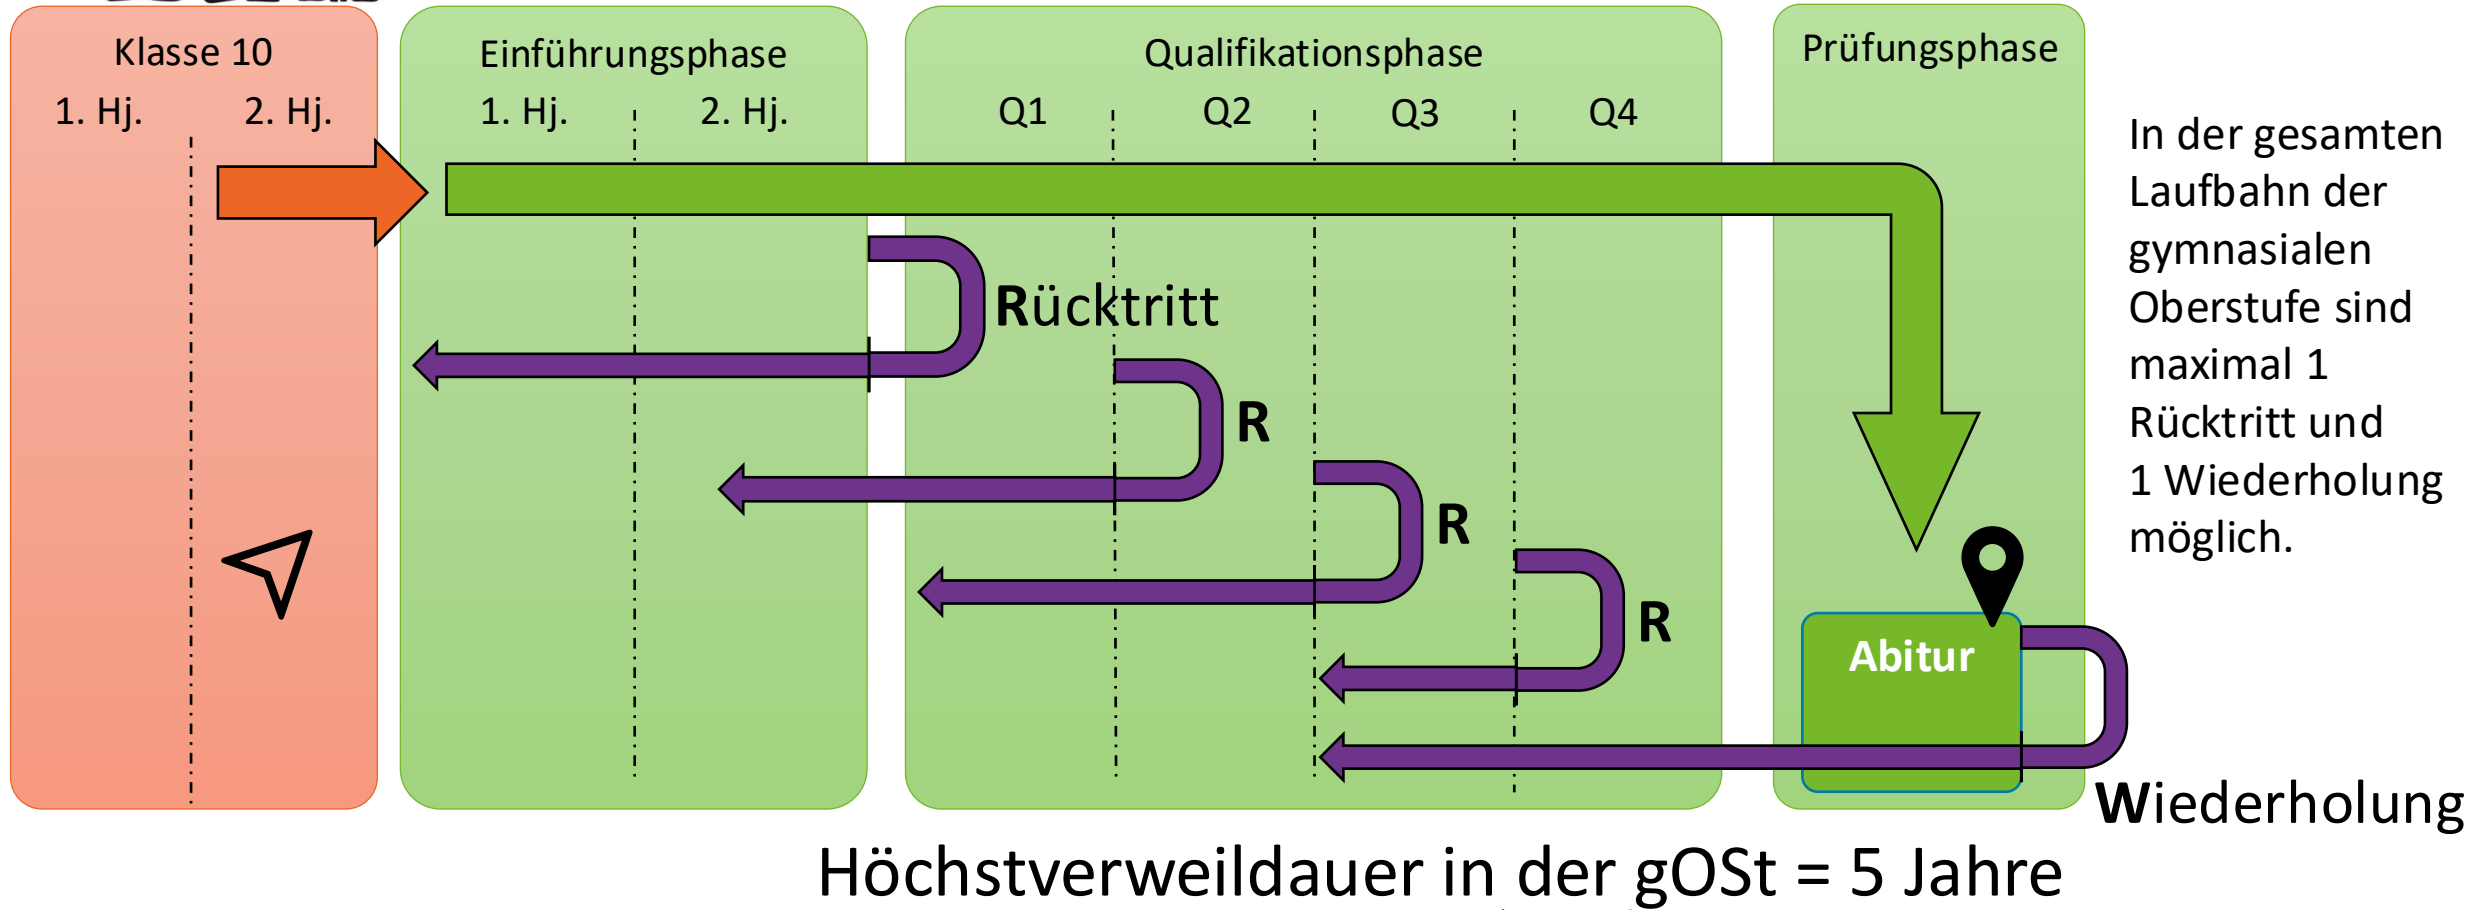 Klasse 10
1. Hj.
2. Hj.
Einführungsphase
1. Hj.
2. Hj.
Qualifikationsphase
Q1
Q2
Q3
Q4
Prüfungsphase
Rücktritt
R
R
R
Abitur
Wiederholung
In der gesamten
Laufbahn der
gymnasialen
Oberstufe sind
maximal 1
Rücktritt und
1 Wiederholung
möglich.
Höchstverweildauer in der gOSt = 5 Jahre